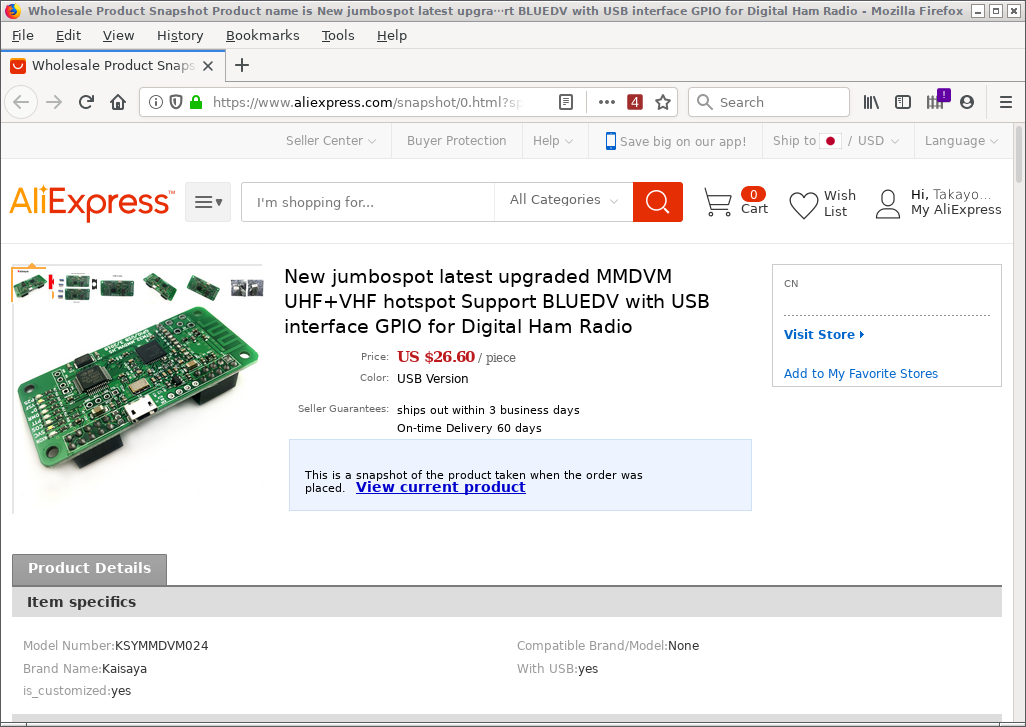 Wholesale Product Snapshot Product name is New jumbospot latest upgra···rt BLUEDV with USB interface GPIO for Digital Ham Radio - Mozilla Firefox
File Edit View History Bookmarks Tools Help
Wholesale Product Snaps
https://www.aliexpress.com/snapshot/0.html?sp
4
Search
!
Seller Center
Buyer Protection
Help
Save big on our app!
Ship to / USD
Language
AliExpress™
I'm shopping for...
All Categories
0
Cart
Wish
List
Hi, Takayo...
My AliExpress
New jumbospot latest upgraded MMDVM
UHF+VHF hotspot Support BLUEDV with USB
interface GPIO for Digital Ham Radio
Price: US $26.60 / piece
Color: USB Version
Seller Guarantees: ships out within 3 business days
On-time Delivery 60 days
This is a snapshot of the product taken when the order was
placed. View current product
CN
Visit Store
Add to My Favorite Stores
Product Details
Item specifics
Model Number:KSYMMDVM024
Compatible Brand/Model:None
Brand Name:Kaisaya
With USB:yes
is_customized:yes